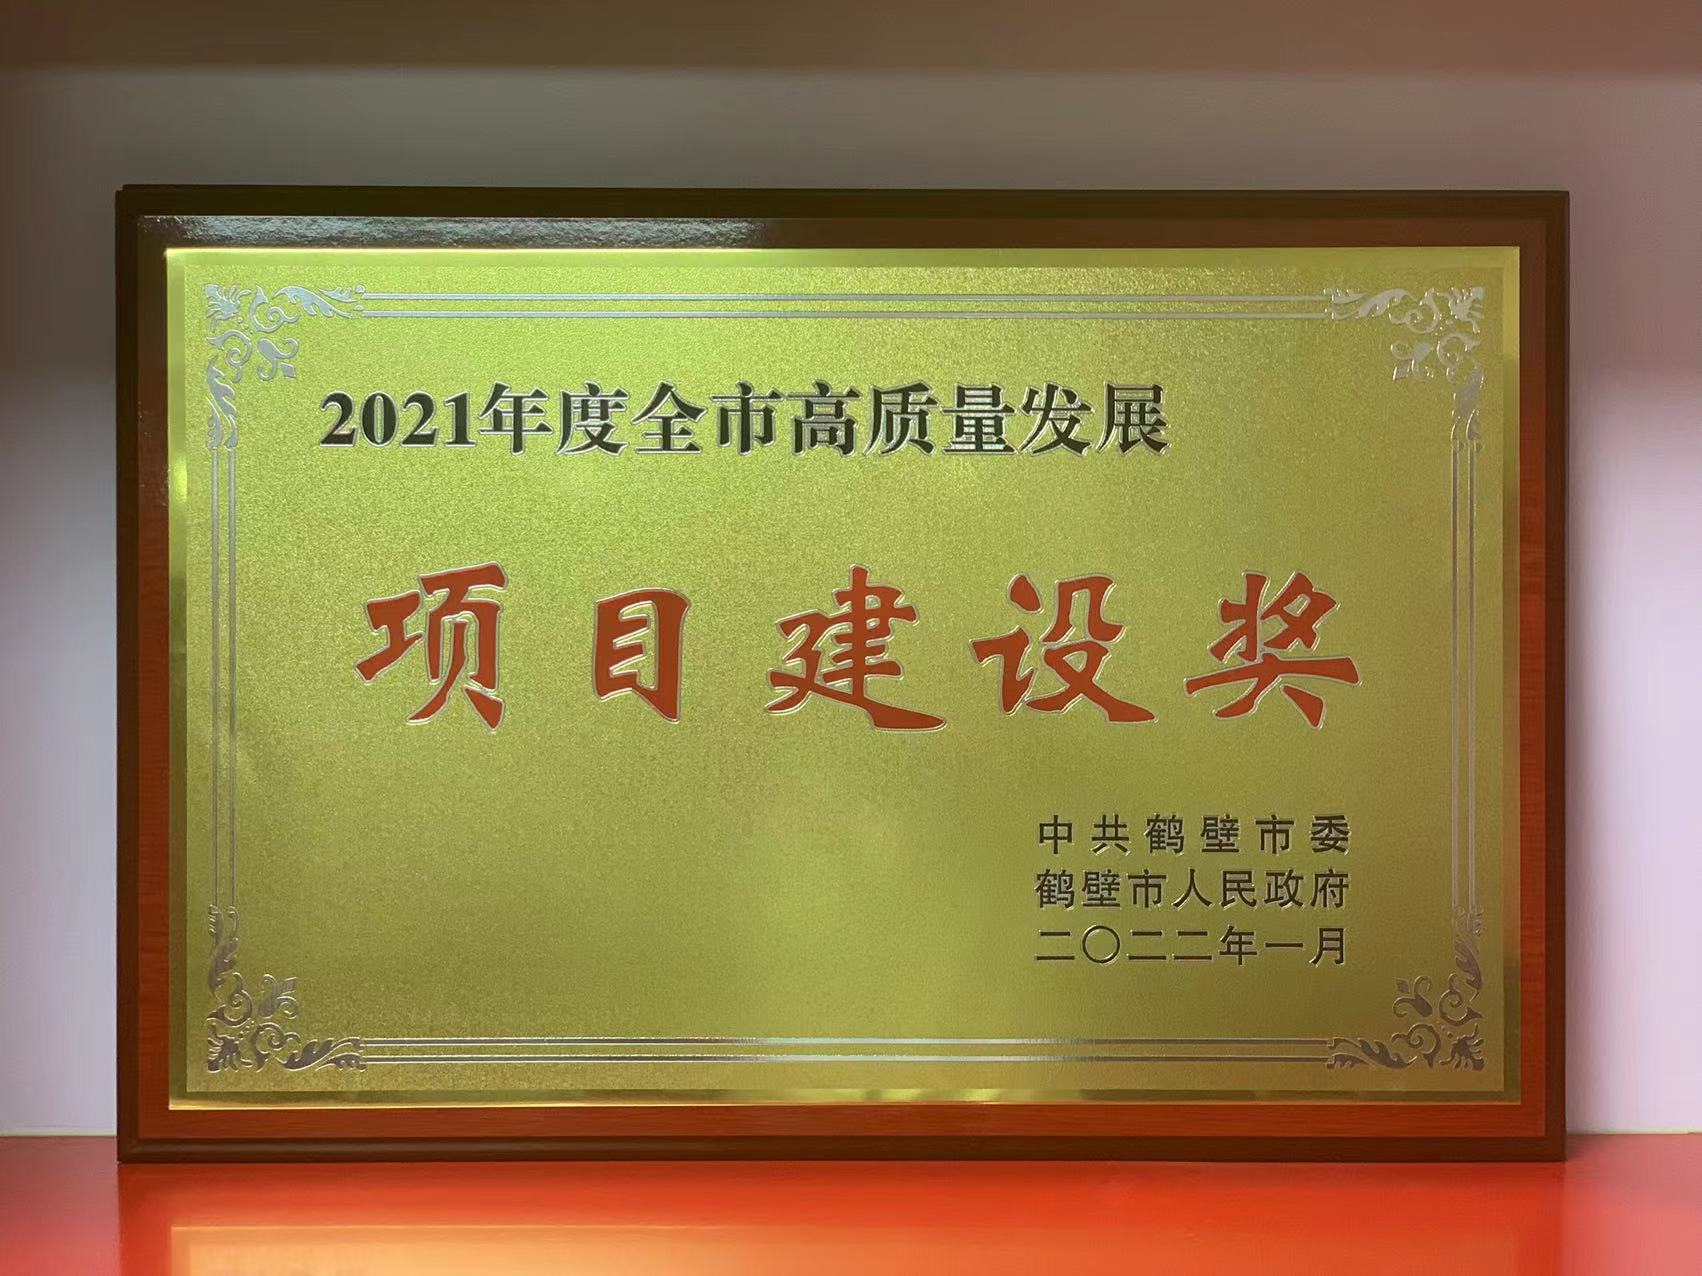 2021年度全市高质量发展
项目建设奖
中共鹤壁市委
鹤壁市人民政府
二〇二二年一月